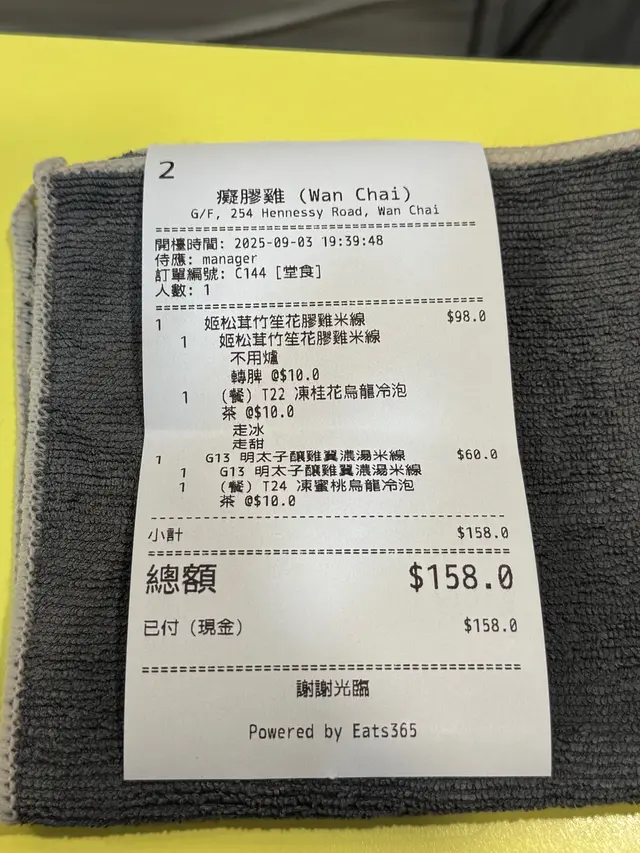 2
癡膠雞 (Wan Chai)
G/F, 254 Hennessy Road, Wan Chai
開檯時間: 2025-09-03 19:39:48
侍應: manager
訂單編號: C144 [堂食]
人數: 1
1 姬松茸竹笙花膠雞米線 $98.0
1 姬松茸竹笙花膠雞米線
不用爐
轉脾 @$10.0
1 (餐) T22 凍桂花烏龍冷泡
茶 @$10.0
走冰
走甜
1 G13 明太子釀雞翼濃湯米線 $60.0
1 G13 明太子釀雞翼濃湯米線
1 (餐) T24 凍蜜桃烏龍冷泡
茶 @$10.0
小計 $158.0
總額 $158.0
已付 (現金) $158.0
謝謝光臨
Powered by Eats365